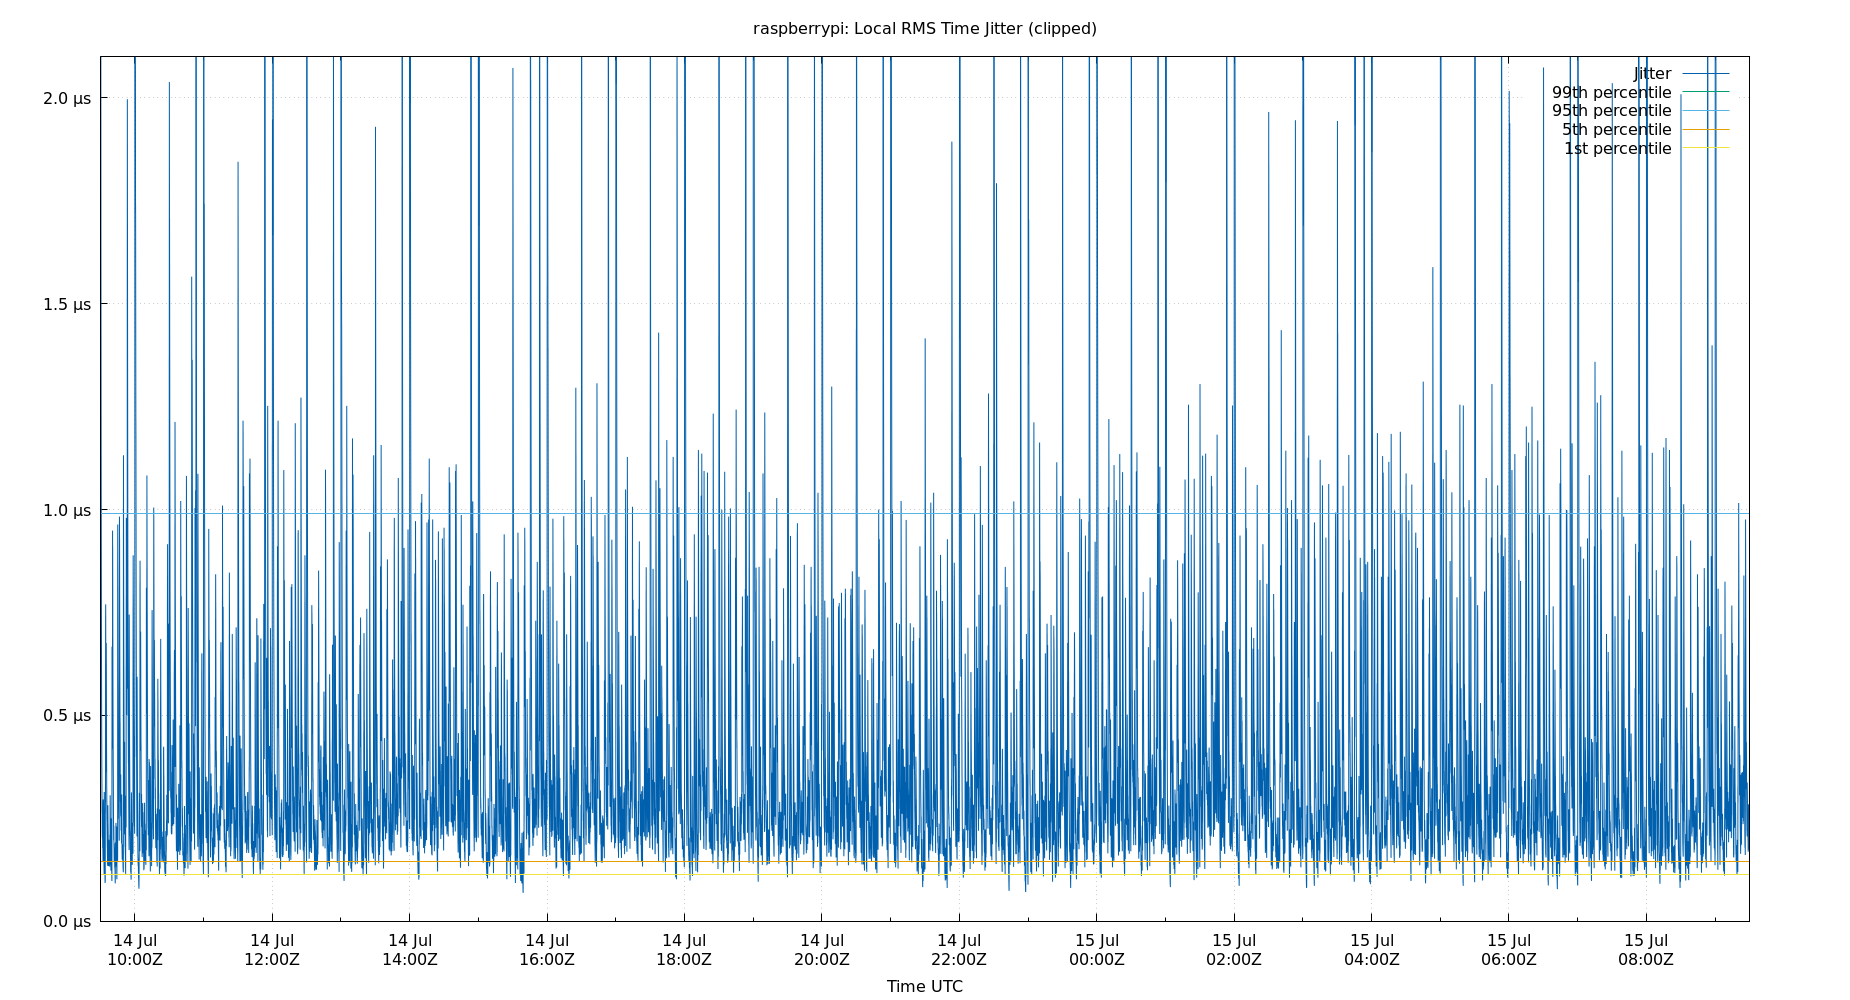 raspberrypi: Local RMS Time Jitter (clipped)
Jitter
99th percentile
95th percentile
5th percentile
1st percentile
2.0 µs
1.5 µs
1.0 µs
0.5 µs
0.0 µs
14 Jul 14 Jul 14 Jul 14 Jul 14 Jul 14 Jul 14 Jul 15 Jul 15 Jul 15 Jul 15 Jul 15 Jul
10:00Z 12:00Z 14:00Z 16:00Z 18:00Z 20:00Z 22:00Z 00:00Z 02:00Z 04:00Z 06:00Z 08:00Z
Time UTC